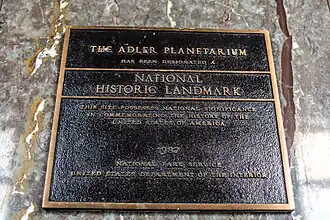 THE ADLER PLANETARIUM
HAS BEEN DESIGNATED A
NATIONAL
HISTORIC LANDMARK
THIS SITE POSSESSES NATIONAL SIGNIFICANCE
IN COMMEMORATING THE HISTORY OF THE
UNITED STATES OF AMERICA
1987
NATIONAL PARK SERVICE
UNITED STATES DEPARTMENT OF THE INTERIOR